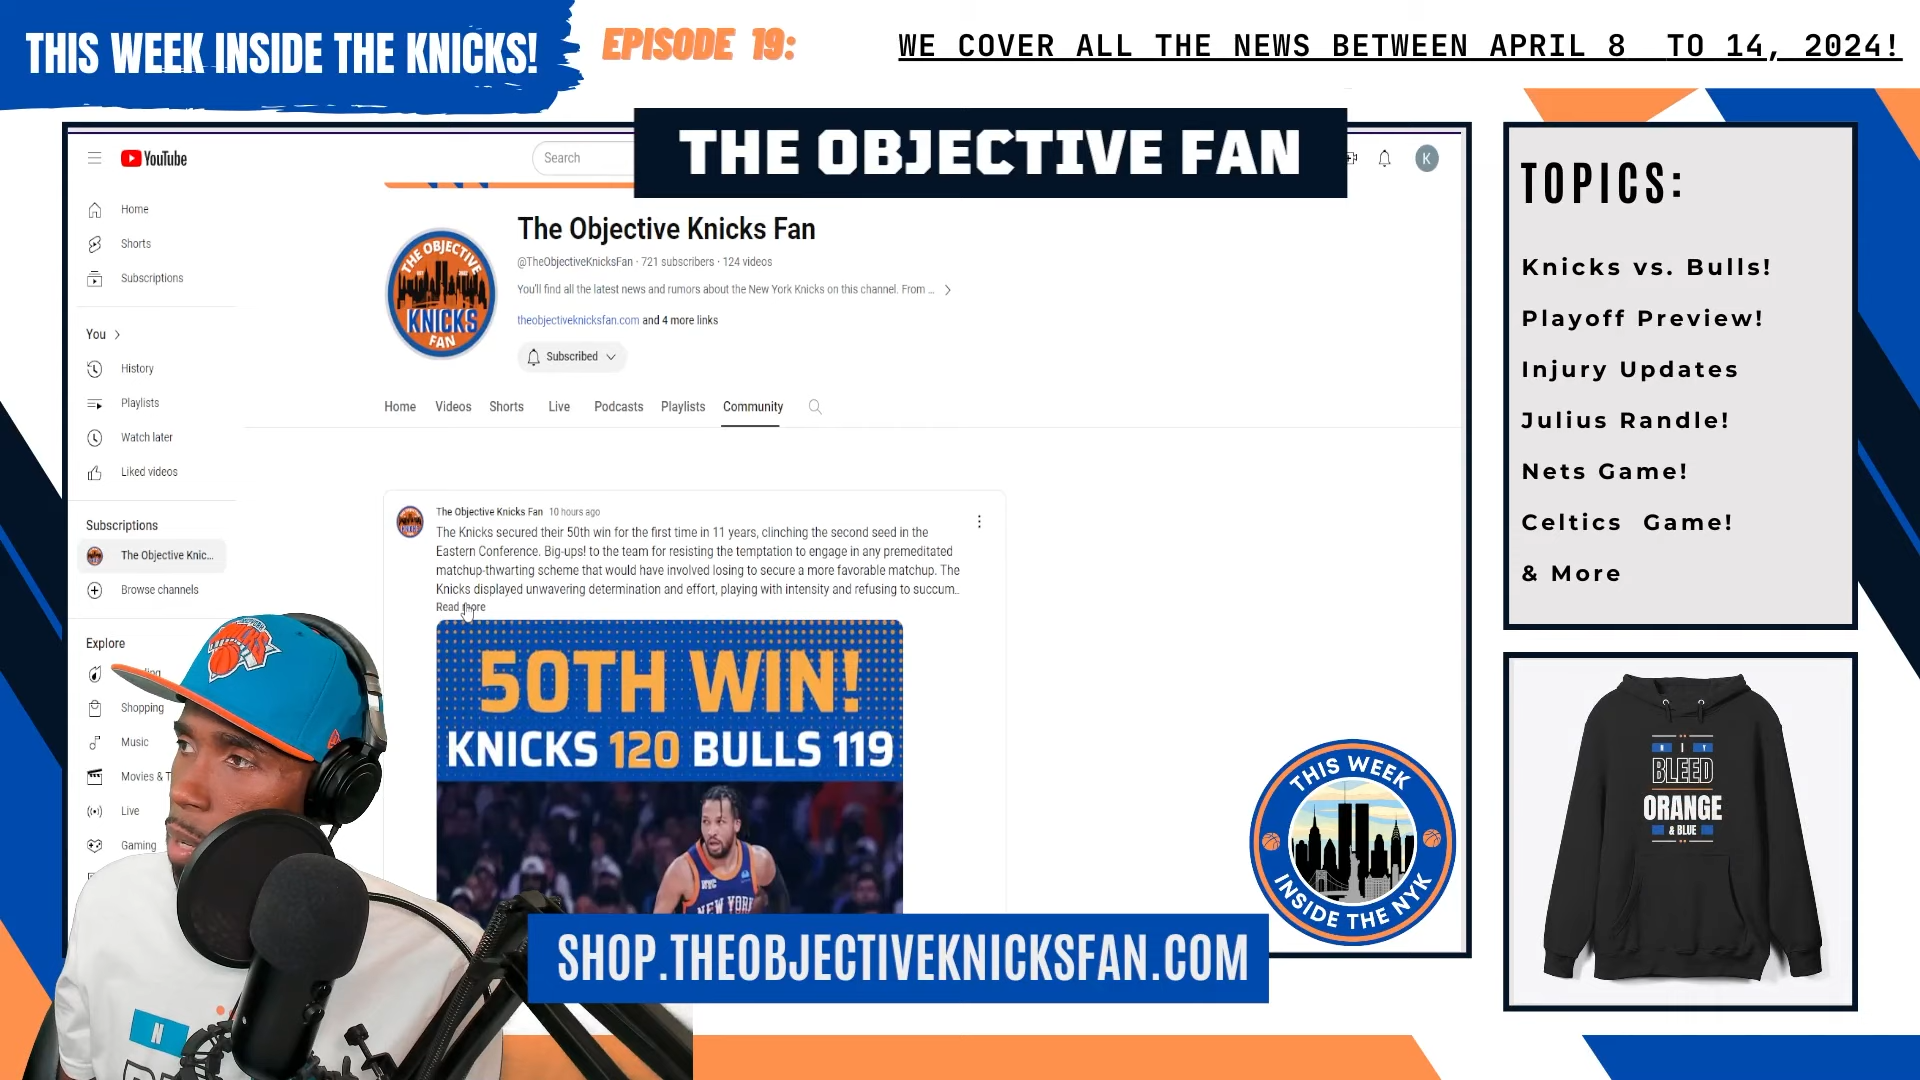 THIS WEEK INSIDE THE KNICKS!
EPISODE 19:
WE COVER ALL THE NEWS BETWEEN APRIL 8 TO 14, 2024!
THE OBJECTIVE FAN
YouTube
Search
K
Home
Shorts
Subscriptions
You
History
Playlists
Watch later
Liked videos
Subscriptions
The Objective Knic...
Browse channels
Explore
Shopping
Music
Movies & T
Live
Gaming
THE OBJECTIVE
KNICKS
FAN
The Objective Knicks Fan
@TheObjectiveKnicksFan · 721 subscribers · 124 videos
You'll find all the latest news and rumors about the New York Knicks on this channel. From ...
theobjectiveknicksfan.com and 4 more links
Subscribed
Home Videos Shorts Live Podcasts Playlists Community
The Objective Knicks Fan 10 hours ago
The Knicks secured their 50th win for the first time in 11 years, clinching the second seed in the
Eastern Conference. Big-ups! to the team for resisting the temptation to engage in any premeditated
matchup-thwarting scheme that would have involved losing to secure a more favorable matchup. The
Knicks displayed unwavering determination and effort, playing with intensity and refusing to succum...
Read more
50TH WIN!
KNICKS 120 BULLS 119
NYC
NEW YORK
SHOP.THEOBJECTIVEKNICKSFAN.COM
THIS WEEK
INSIDE THE NYK
TOPICS:
Knicks vs. Bulls!
Playoff Preview!
Injury Updates
Julius Randle!
Nets Game!
Celtics Game!
& More
BLEED
ORANGE
& BLUE
KNICKS
N